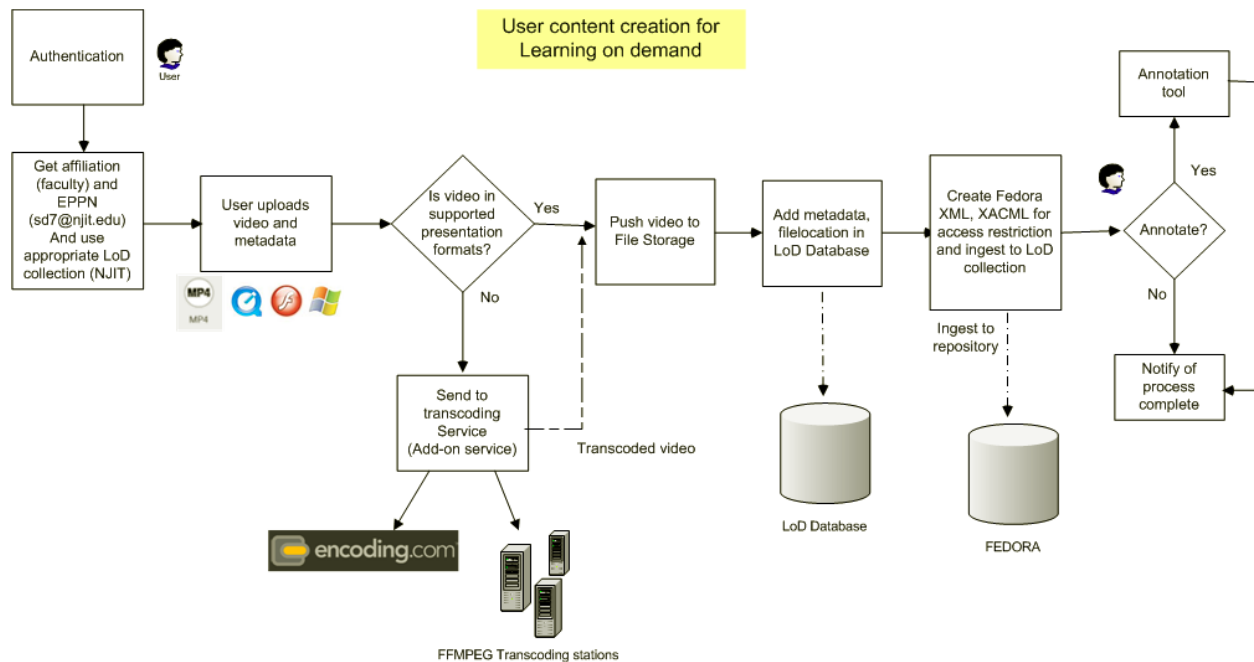 User content creation for
Learning on demand
Authentication
User
Get affiliation
(faculty) and
EPPN
(sd7@njit.edu)
And use
appropriate LoD
collection (NJIT)
User uploads
video and
metadata
MP4
MP4
Is video in
supported
presentation
formats?
Yes
No
Send to
transcoding
Service
(Add-on service)
Transcoded video
encoding.com
FFMPEG Transcoding stations
Push video to
File Storage
Add metadata,
filelocation in
LoD Database
LoD Database
Create Fedora
XML, XACML for
access restriction
and ingest to LoD
collection
Ingest to
repository
FEDORA
Annotate?
Yes
No
Annotation
tool
Notify of
process
complete